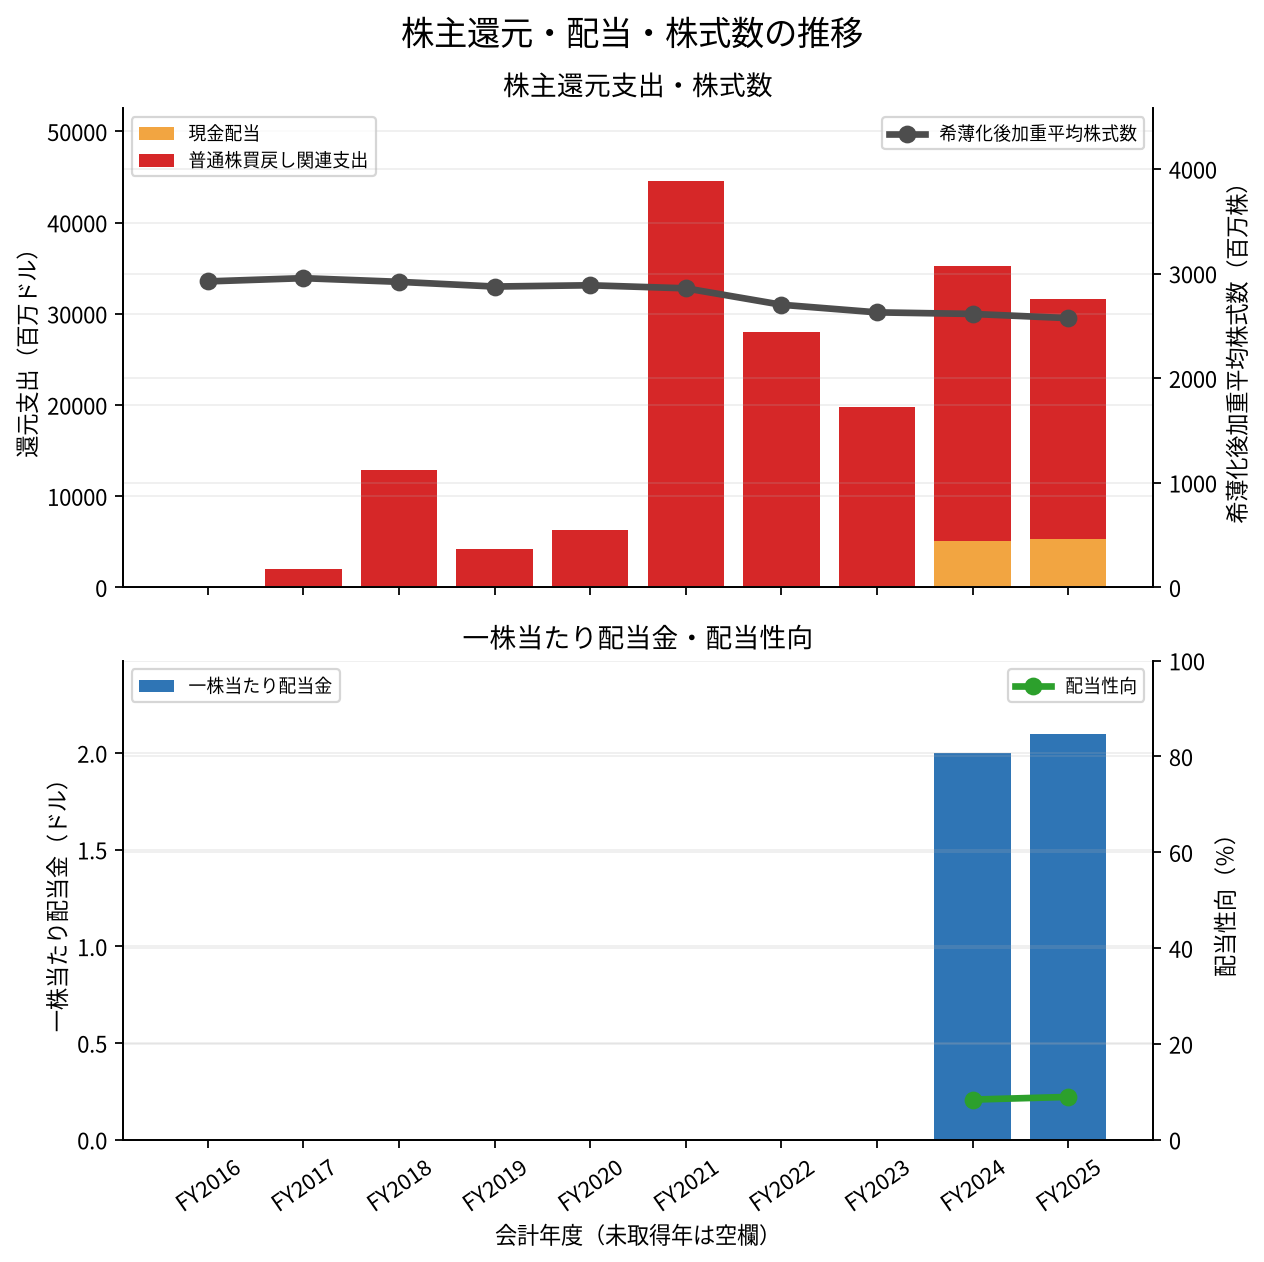 株主還元・配当・株式数の推移
株主還元支出・株式数
現金配当
普通株買戻し関連支出
希薄化後加重平均株式数
還元支出（百万ドル）
50000
40000
30000
20000
10000
0
4000
3000
2000
1000
0
希薄化後加重平均株式数（百万株）
一株当たり配当金・配当性向
一株当たり配当金
配当性向
一株当たり配当金（ドル）
2.0
1.5
1.0
0.5
0.0
100
80
60
40
20
0
配当性向（%）
FY2016 FY2017 FY2018 FY2019 FY2020 FY2021 FY2022 FY2023 FY2024 FY2025
会計年度（未取得年は空欄）